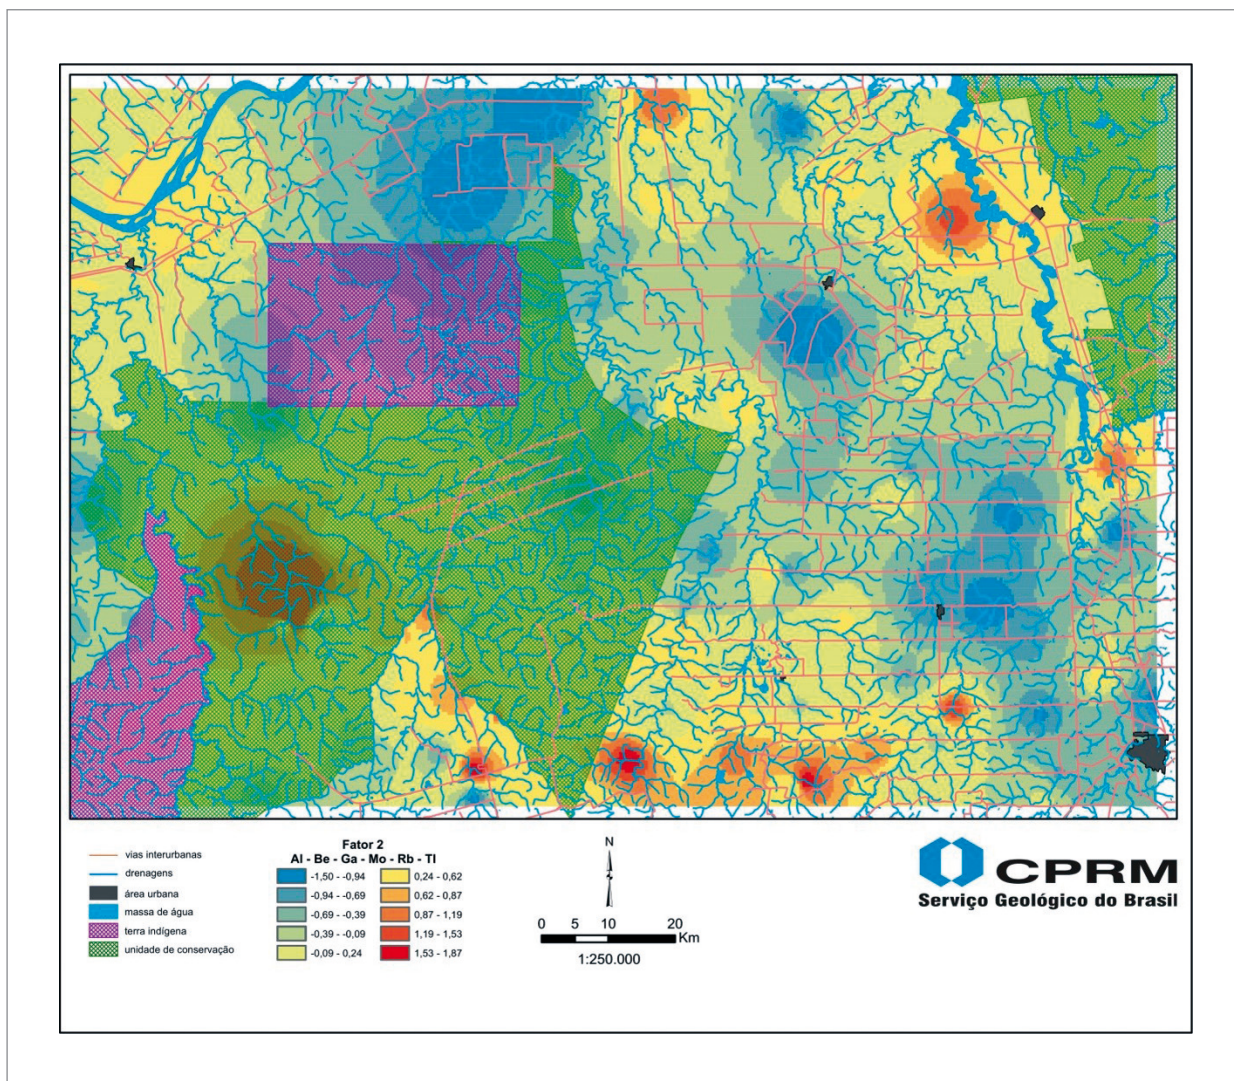 vias interurbanas
drenagens
área urbana
massa de água
terra indígena
unidade de conservação
Fator 2
Al - Be - Ga - Mo - Rb - Tl
-1,50 - -0,94
-0,94 - -0,69
-0,69 - -0,39
-0,39 - -0,09
-0,09 - 0,24
0,24 - 0,62
0,62 - 0,87
0,87 - 1,19
1,19 - 1,53
1,53 - 1,87
N
0 5 10 20
Km
1:250.000
CPRM
Serviço Geológico do Brasil